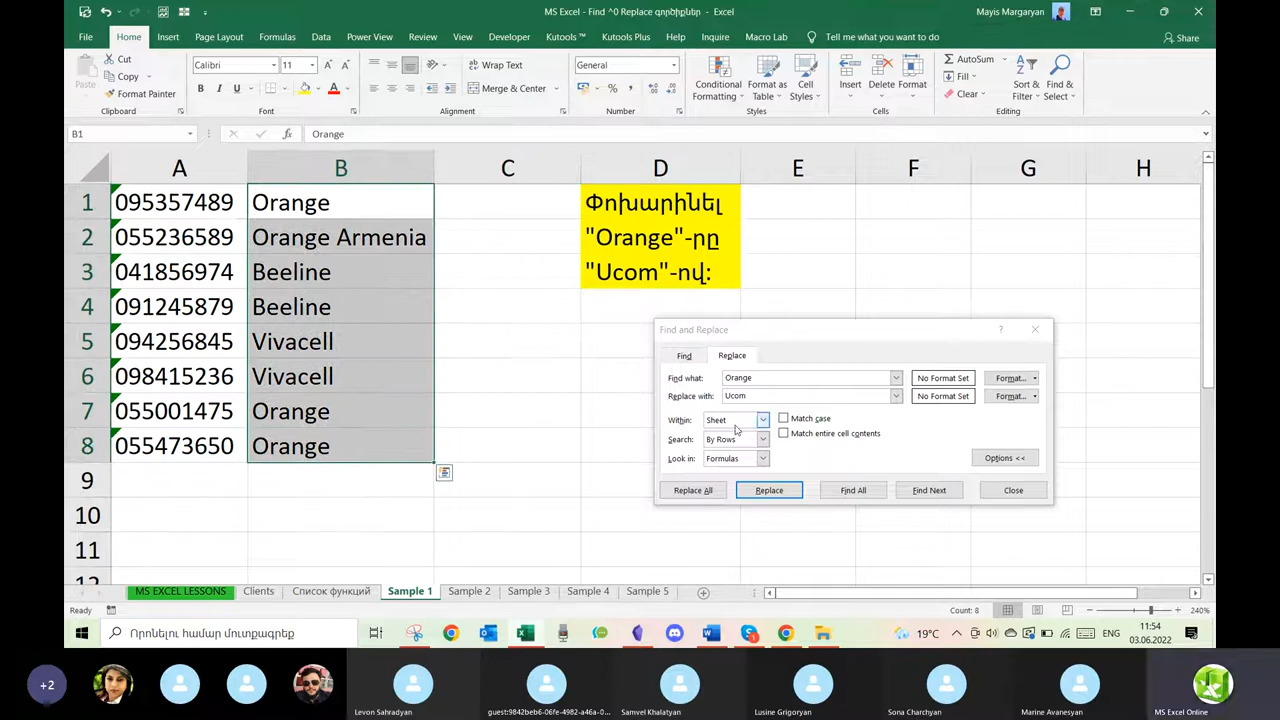 MS Excel - Find ^0 Replace գործիքներ - Excel
Mayis Margaryan
File Home Insert Page Layout Formulas Data Power View Review View Developer Kutools ™ Kutools Plus Help Inquire Macro Lab Tell me what you want to do Share
Paste
Cut
Copy
Format Painter
Clipboard
Calibri 11
B I U
Font
Wrap Text
Merge & Center
Alignment
General
Number
Conditional Formatting
Format as Table
Cell Styles
Styles
Insert
Delete
Format
Cells
AutoSum
Fill
Clear
Sort & Filter
Find & Select
Editing
B1 fx Orange
A B C D E F G H
1 095357489 Orange Փոխարինել
2 055236589 Orange Armenia "Orange"-րը
3 041856974 Beeline "Ucom"-ով:
4 091245879 Beeline
5 094256845 Vivacell
6 098415236 Vivacell
7 055001475 Orange
8 055473650 Orange
9
10
11
12
Find and Replace ?
Find Replace
Find what: Orange No Format Set Format...
Replace with: Ucom No Format Set Format...
Within: Sheet Match case
Search: By Rows Match entire cell contents
Look in: Formulas
Options <<
Replace All Replace Find All Find Next Close
MS EXCEL LESSONS Clients Список функций Sample 1 Sample 2 Sample 3 Sample 4 Sample 5
Ready Count: 8 240%
Որոնելու համար մուտքագրեք
19°C ENG 11:54
03.06.2022
+2
Levon Sahradyan
guest:9842beb6-06fe-4982-a46a-0...
Samvel Khalatyan
Lusine Grigoryan
Sona Charchyan
Marine Avanesyan
MS Excel Online